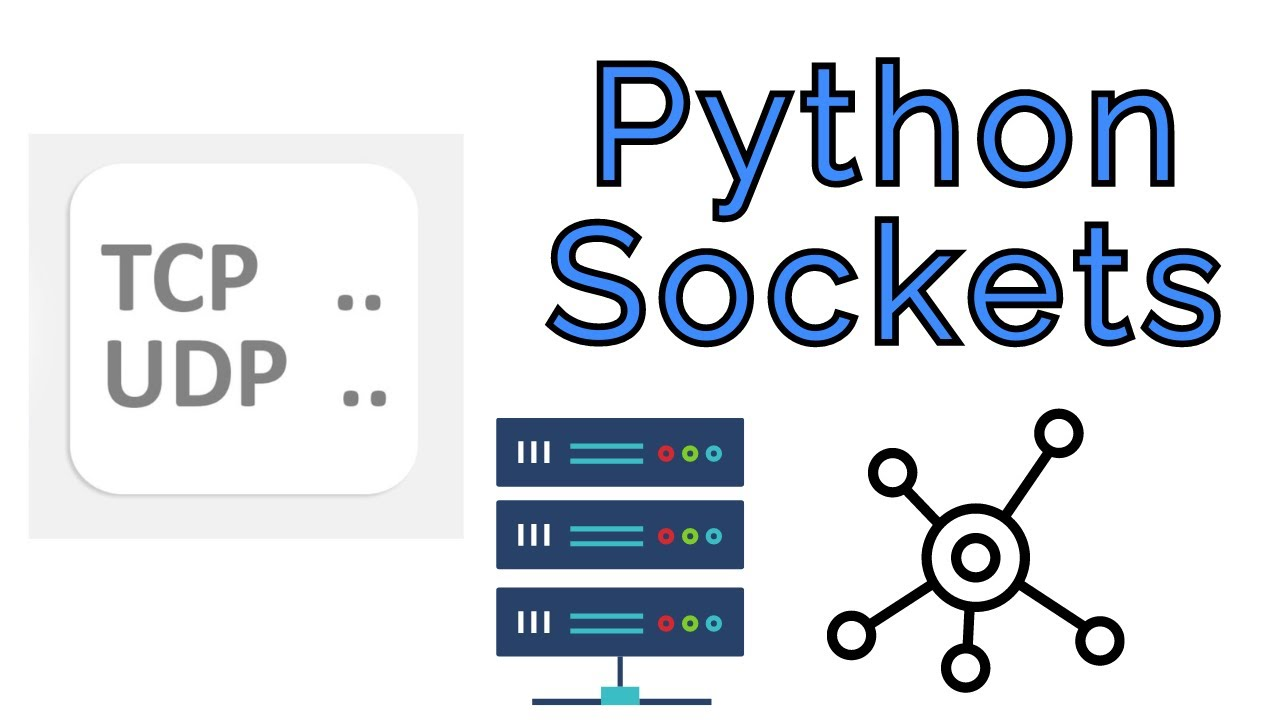 Python
Sockets
TCP ..
UDP ..